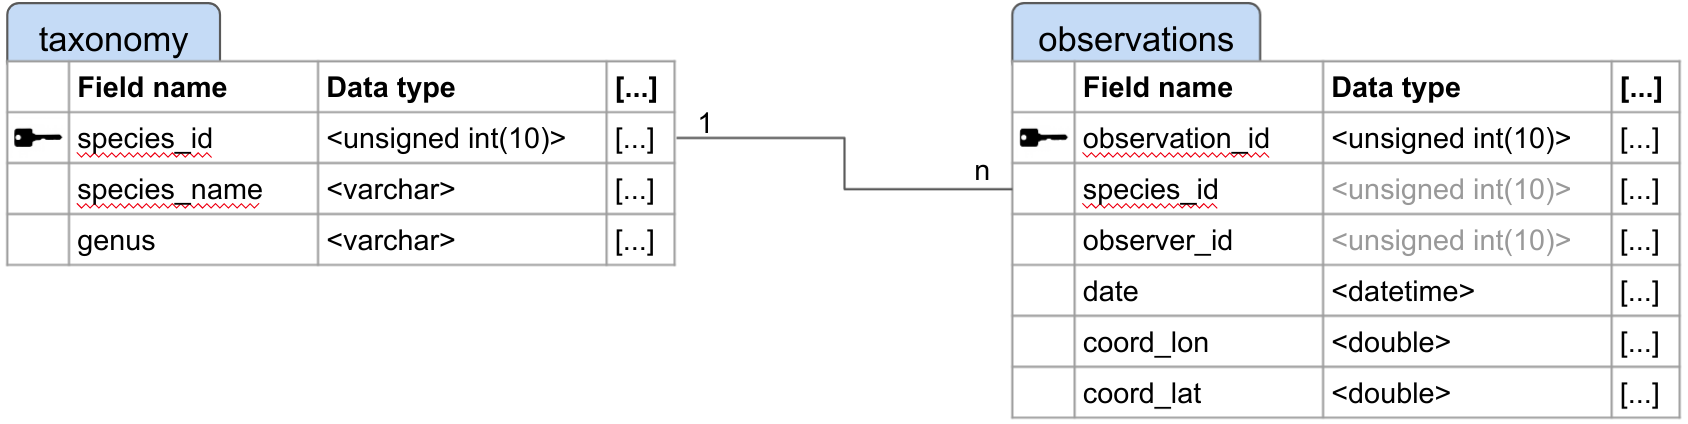 taxonomy
Field name Data type [...]
species_id <unsigned int(10)> [...]
species_name <varchar> [...]
genus <varchar> [...]
1
n
observations
Field name Data type [...]
observation_id <unsigned int(10)> [...]
species_id <unsigned int(10)> [...]
observer_id <unsigned int(10)> [...]
date <datetime> [...]
coord_lon <double> [...]
coord_lat <double> [...]